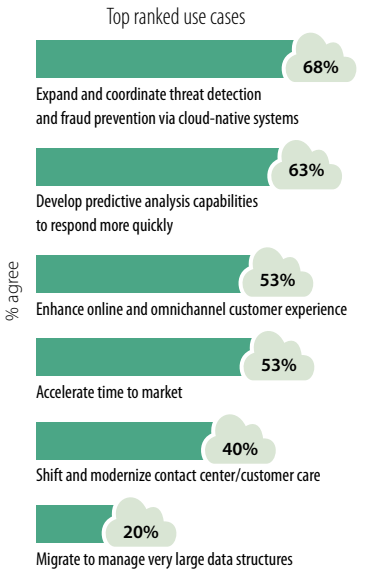 Top ranked use cases
68%
Expand and coordinate threat detection
and fraud prevention via cloud-native systems
63%
Develop predictive analysis capabilities
to respond more quickly
53%
Enhance online and omnichannel customer experience
53%
Accelerate time to market
40%
Shift and modernize contact center/customer care
20%
Migrate to manage very large data structures
% agree